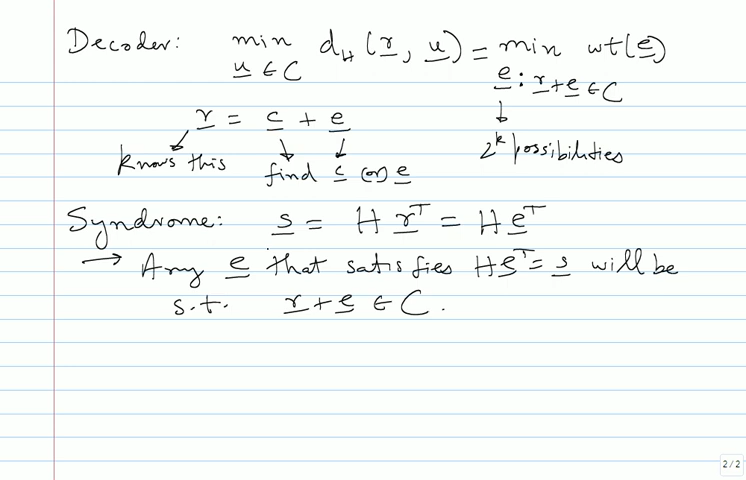 Decoder: min d_H (r, u) = min wt(e)
u ∈ C e : r+e ∈ C
r = c + e
knows this find c (or) e 2^k possibilities
Syndrome: s = H r^T = H e^T
→ Any e that satisfies He^T = s will be
s.t. r + e ∈ C.
2/2